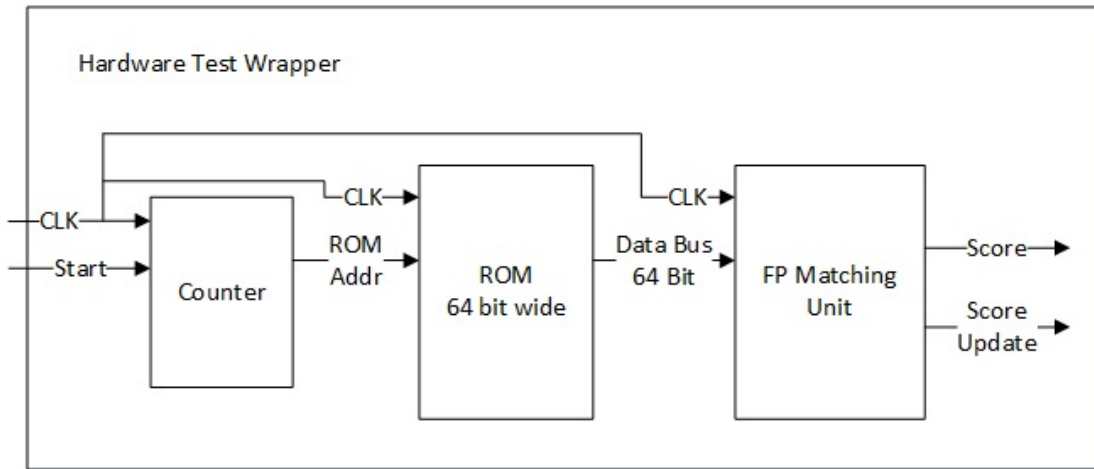 Hardware Test Wrapper
CLK
Start
Counter
CLK
ROM
Addr
ROM
64 bit wide
CLK
Data Bus
64 Bit
FP Matching
Unit
Score
Score
Update